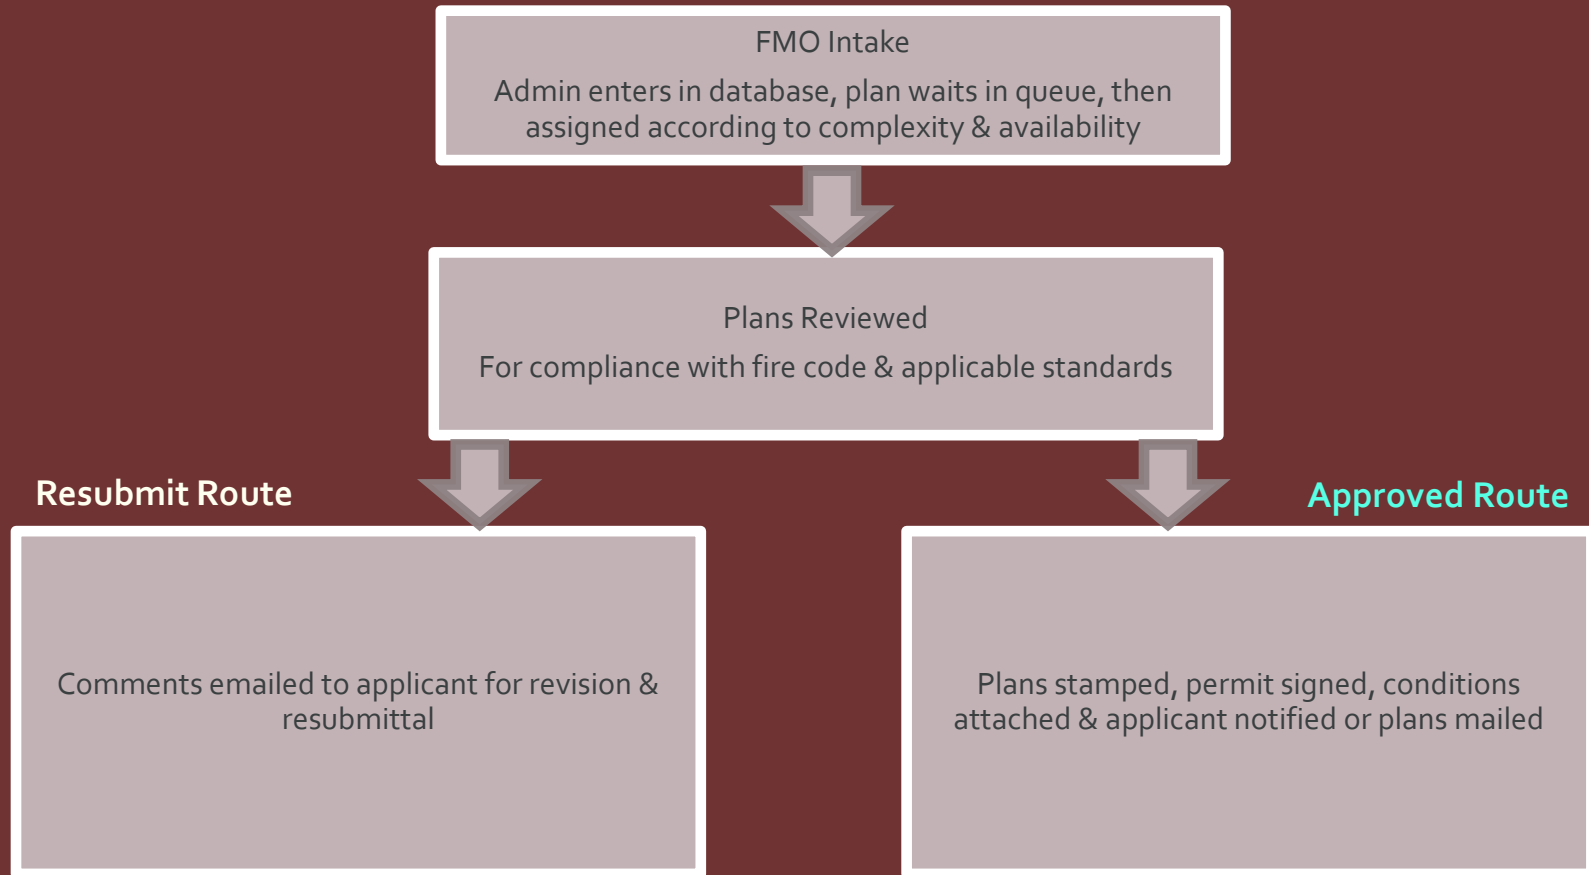 FMO Intake
Admin enters in database, plan waits in queue, then
assigned according to complexity & availability
Plans Reviewed
For compliance with fire code & applicable standards
Resubmit Route
Approved Route
Comments emailed to applicant for revision &
resubmittal
Plans stamped, permit signed, conditions
attached & applicant notified or plans mailed